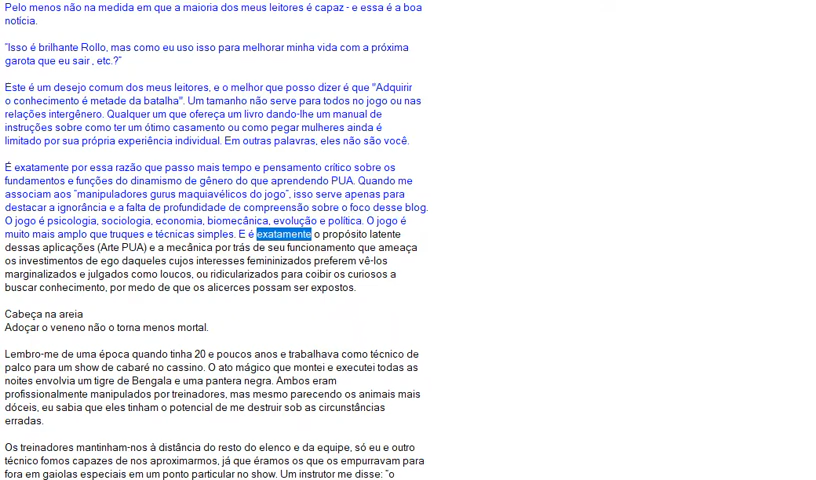 Pelo menos não na medida em que a maioria dos meus leitores é capaz - e essa é a boa
notícia.
"Isso é brilhante Rollo, mas como eu uso isso para melhorar minha vida com a próxima
garota que eu sair , etc.?"
Este é um desejo comum dos meus leitores, e o melhor que posso dizer é que "Adquirir
o conhecimento é metade da batalha". Um tamanho não serve para todos no jogo ou nas
relações intergênero. Qualquer um que ofereça um livro dando-lhe um manual de
instruções sobre como ter um ótimo casamento ou como pegar mulheres ainda é
limitado por sua própria experiência individual. Em outras palavras, eles não são você.
É exatamente por essa razão que passo mais tempo e pensamento crítico sobre os
fundamentos e funções do dinamismo de gênero do que aprendendo PUA. Quando me
associam aos "manipuladores gurus maquiavélicos do jogo", isso serve apenas para
destacar a ignorância e a falta de profundidade de compreensão sobre o foco desse blog.
O jogo é psicologia, sociologia, economia, biomecânica, evolução e política. O jogo é
muito mais amplo que truques e técnicas simples. E é exatamente o propósito latente
dessas aplicações (Arte PUA) e a mecânica por trás de seu funcionamento que ameaça
os investimentos de ego daqueles cujos interesses femininizados preferem vê-los
marginalizados e julgados como loucos, ou ridicularizados para coibir os curiosos a
buscar conhecimento, por medo de que os alicerces possam ser expostos.
Cabeça na areia
Adoçar o veneno não o torna menos mortal.
Lembro-me de uma época quando tinha 20 e poucos anos e trabalhava como técnico de
palco para um show de cabaré no cassino. O ato mágico que montei e executei todas as
noites envolvia um tigre de Bengala e uma pantera negra. Ambos eram
profissionalmente manipulados por treinadores, mas mesmo parecendo os animais mais
dóceis, eu sabia que eles tinham o potencial de me destruir sob as circunstâncias
erradas.
Os treinadores mantinham-nos à distância do resto do elenco e da equipe, só eu e outro
técnico fomos capazes de nos aproximarmos, já que éramos os que os empurravam para
fora em gaiolas especiais em um ponto particular no show. Um instrutor me disse: "o